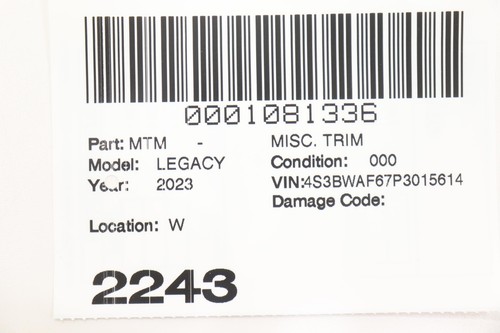 0001081336
Part: MTM - MISC. TRIM
Model: LEGACY Condition: 000
Year: 2023 VIN:4S3BWAF67P3015614
Damage Code:
Location: W
2243